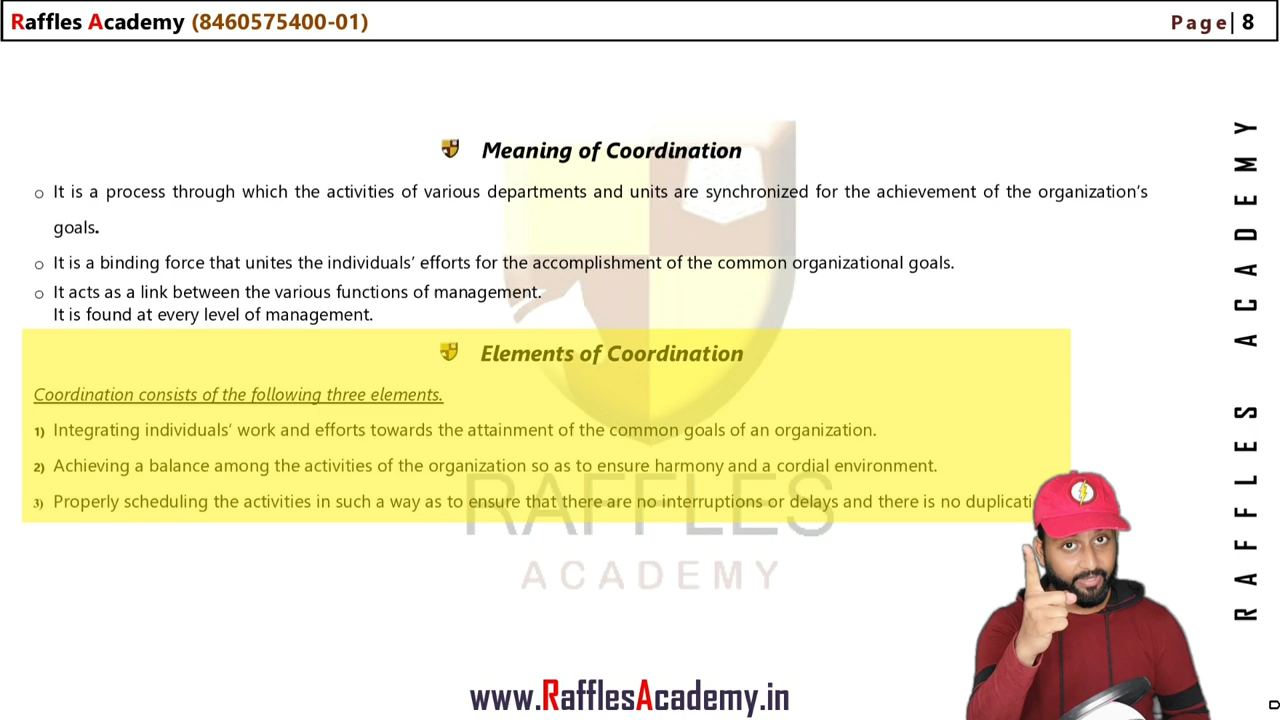 Raffles Academy (8460575400-01)
Page| 8
Meaning of Coordination
o It is a process through which the activities of various departments and units are synchronized for the achievement of the organization's
goals.
o It is a binding force that unites the individuals' efforts for the accomplishment of the common organizational goals.
o It acts as a link between the various functions of management.
It is found at every level of management.
Elements of Coordination
Coordination consists of the following three elements.
1) Integrating individuals' work and efforts towards the attainment of the common goals of an organization.
2) Achieving a balance among the activities of the organization so as to ensure harmony and a cordial environment.
3) Properly scheduling the activities in such a way as to ensure that there are no interruptions or delays and there is no
RAFFLES
ACADEMY
www.RafflesAcademy.in
RAFFLES ACADEMY